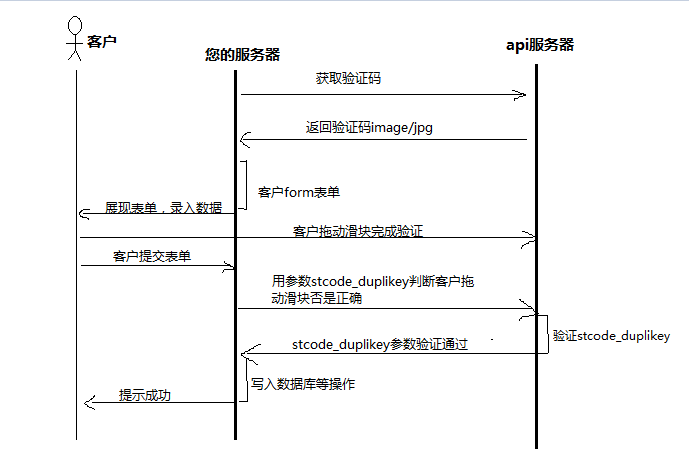 客户
您的服务器
api服务器
获取验证码
返回验证码image/jpg
客户form表单
展现表单，录入数据
客户拖动滑块完成验证
客户提交表单
用参数stcode_duplikey判断客户拖
动滑块否是正确
验证stcode_duplikey
stcode_duplikey参数验证通过
写入数据库等操作
提示成功